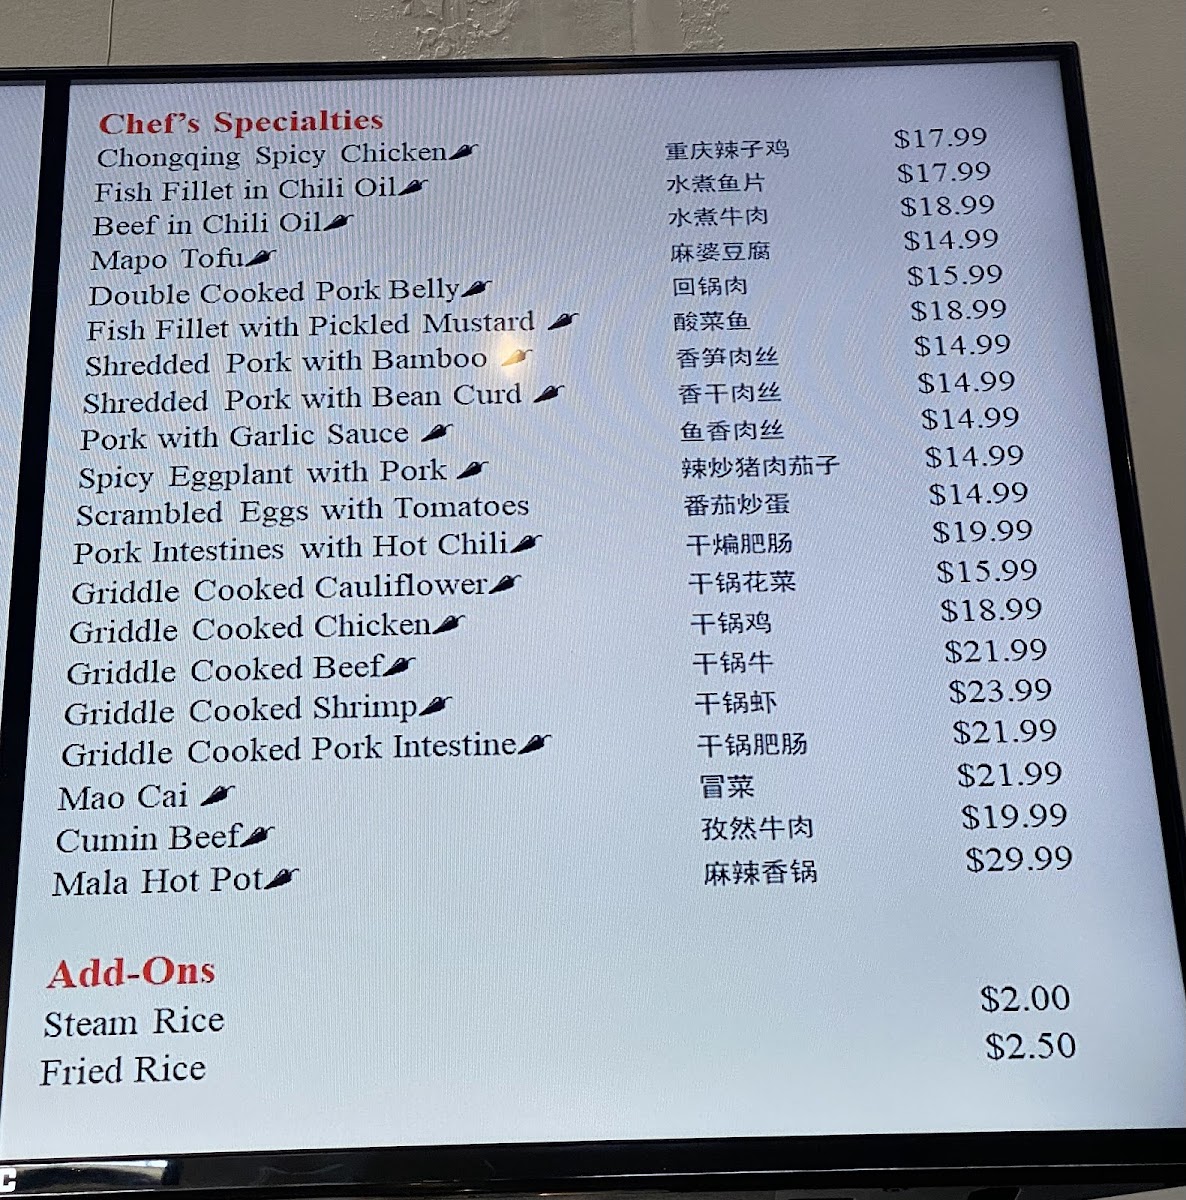 Chef's Specialties
Chongqing Spicy Chicken 重庆辣子鸡 $17.99
Fish Fillet in Chili Oil 水煮鱼片 $17.99
Beef in Chili Oil 水煮牛肉 $18.99
Mapo Tofu 麻婆豆腐 $14.99
Double Cooked Pork Belly 回锅肉 $15.99
Fish Fillet with Pickled Mustard 酸菜鱼 $18.99
Shredded Pork with Bamboo 香笋肉丝 $14.99
Shredded Pork with Bean Curd 香干肉丝 $14.99
Pork with Garlic Sauce 鱼香肉丝 $14.99
Spicy Eggplant with Pork 辣炒猪肉茄子 $14.99
Scrambled Eggs with Tomatoes 番茄炒蛋 $14.99
Pork Intestines with Hot Chili 干煸肥肠 $19.99
Griddle Cooked Cauliflower 干锅花菜 $15.99
Griddle Cooked Chicken 干锅鸡 $18.99
Griddle Cooked Beef 干锅牛 $21.99
Griddle Cooked Shrimp 干锅虾 $23.99
Griddle Cooked Pork Intestine 干锅肥肠 $21.99
Mao Cai 冒菜 $21.99
Cumin Beef 孜然牛肉 $19.99
Mala Hot Pot 麻辣香锅 $29.99
Add-Ons
Steam Rice $2.00
Fried Rice $2.50